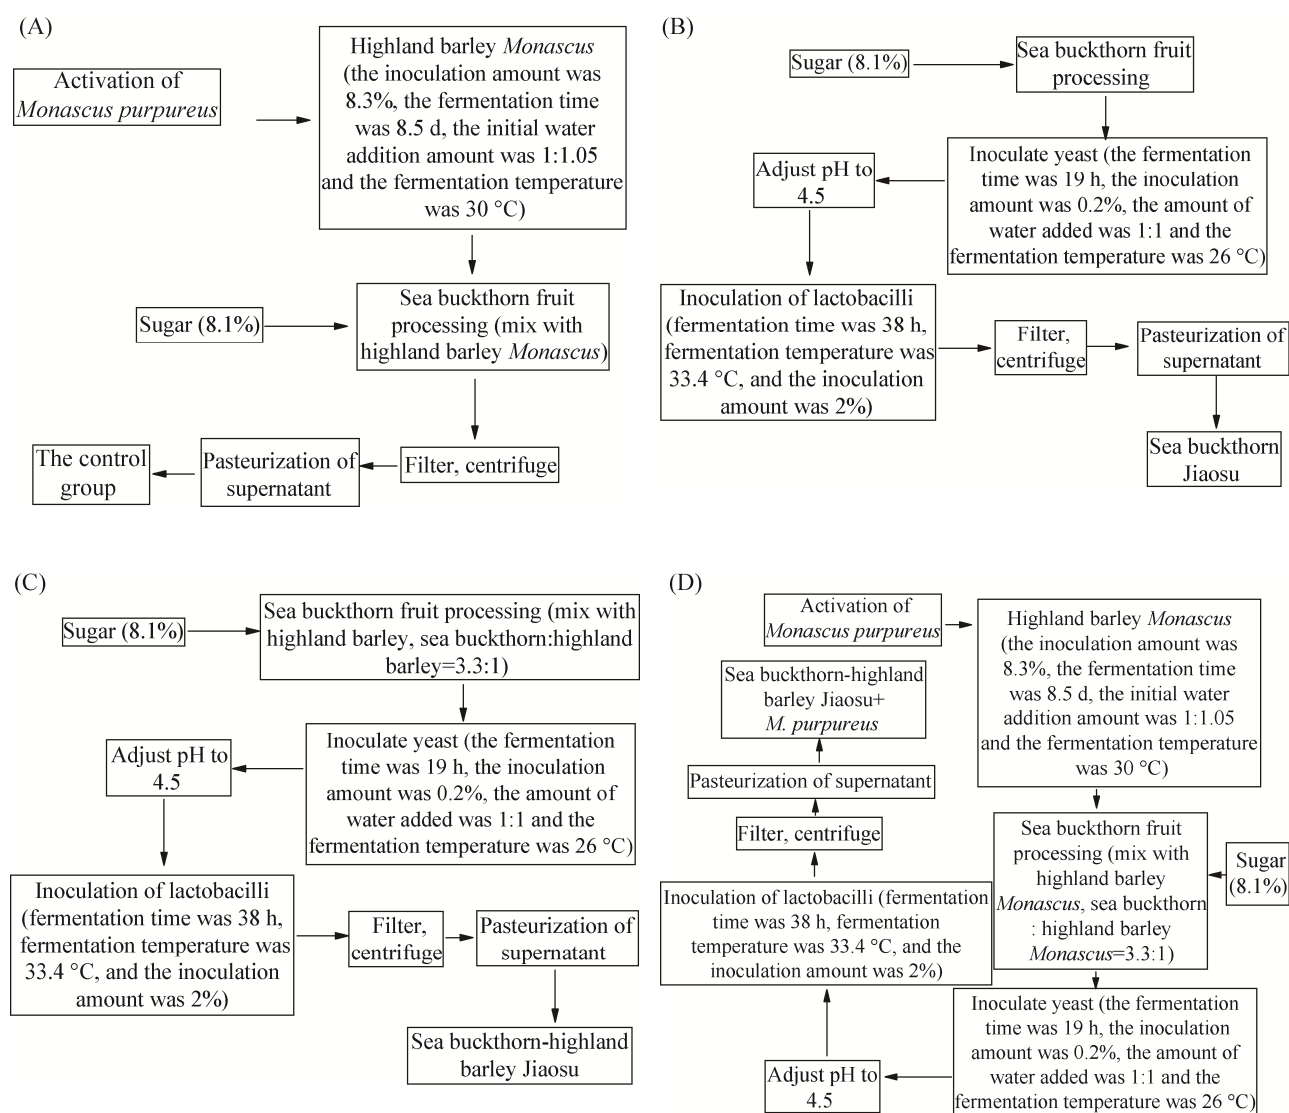 (A)
Activation of
Monascus purpureus
Highland barley Monascus
(the inoculation amount was
8.3%, the fermentation time
was 8.5 d, the initial water
addition amount was 1:1.05
and the fermentation temperature
was 30 °C)
Sugar (8.1%)
Sea buckthorn fruit
processing (mix with
highland barley Monascus)
Filter, centrifuge
Pasteurization of
supernatant
The control
group
(B)
Sugar (8.1%)
Sea buckthorn fruit
processing
Inoculate yeast (the fermentation
time was 19 h, the inoculation
amount was 0.2%, the amount of
water added was 1:1 and the
fermentation temperature was 26 °C)
Adjust pH to
4.5
Inoculation of lactobacilli
(fermentation time was 38 h,
fermentation temperature was
33.4 °C, and the inoculation
amount was 2%)
Filter,
centrifuge
Pasteurization of
supernatant
Sea buckthorn
Jiaosu
(C)
Sugar (8.1%)
Sea buckthorn fruit processing (mix with
highland barley, sea buckthorn:highland
barley=3.3:1)
Inoculate yeast (the fermentation
time was 19 h, the inoculation
amount was 0.2%, the amount of
water added was 1:1 and the
fermentation temperature was 26 °C)
Adjust pH to
4.5
Inoculation of lactobacilli
(fermentation time was 38 h,
fermentation temperature was
33.4 °C, and the inoculation
amount was 2%)
Filter,
centrifuge
Pasteurization of
supernatant
Sea buckthorn-highland
barley Jiaosu
(D)
Activation of
Monascus purpureus
Highland barley Monascus
(the inoculation amount was
8.3%, the fermentation time
was 8.5 d, the initial water
addition amount was 1:1.05
and the fermentation temperature
was 30 °C)
Sea buckthorn fruit
processing (mix with
highland barley
Monascus, sea buckthorn
: highland barley
Monascus=3.3:1)
Sugar
(8.1%)
Inoculate yeast (the fermentation
time was 19 h, the inoculation
amount was 0.2%, the amount of
water added was 1:1 and the
fermentation temperature was 26 °C)
Adjust pH to
4.5
Inoculation of lactobacilli (fermentation
time was 38 h, fermentation
temperature was 33.4 °C, and the
inoculation amount was 2%)
Filter, centrifuge
Pasteurization of supernatant
Sea buckthorn-highland
barley Jiaosu+
M. purpureus